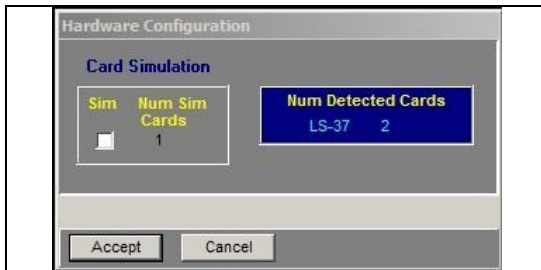 Hardware Configuration
Card Simulation
Sim Num Sim
Cards
1
Num Detected Cards
LS-37 2
Accept Cancel